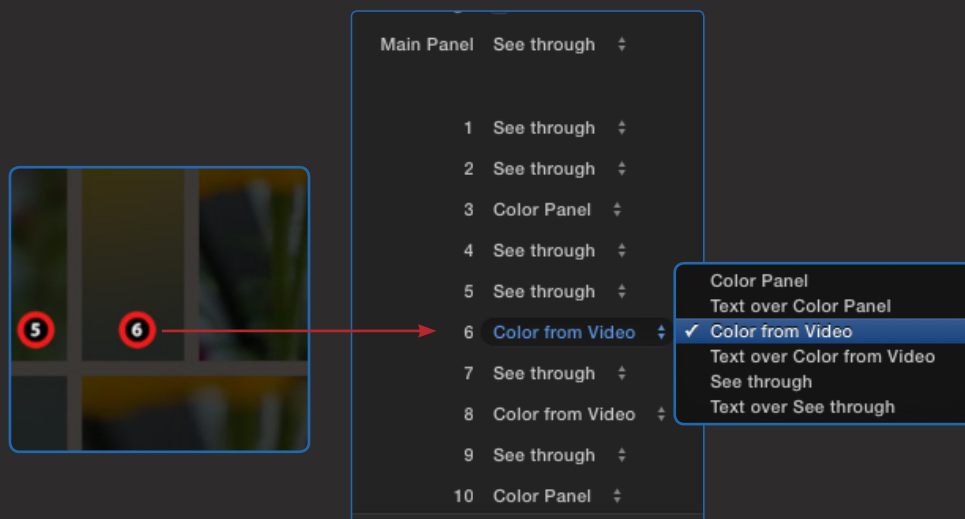 Main Panel See through
1 See through
2 See through
3 Color Panel
4 See through
5 See through
6 Color from Video
7 See through
8 Color from Video
9 See through
10 Color Panel
5
6
Color Panel
Text over Color Panel
✓ Color from Video
Text over Color from Video
See through
Text over See through